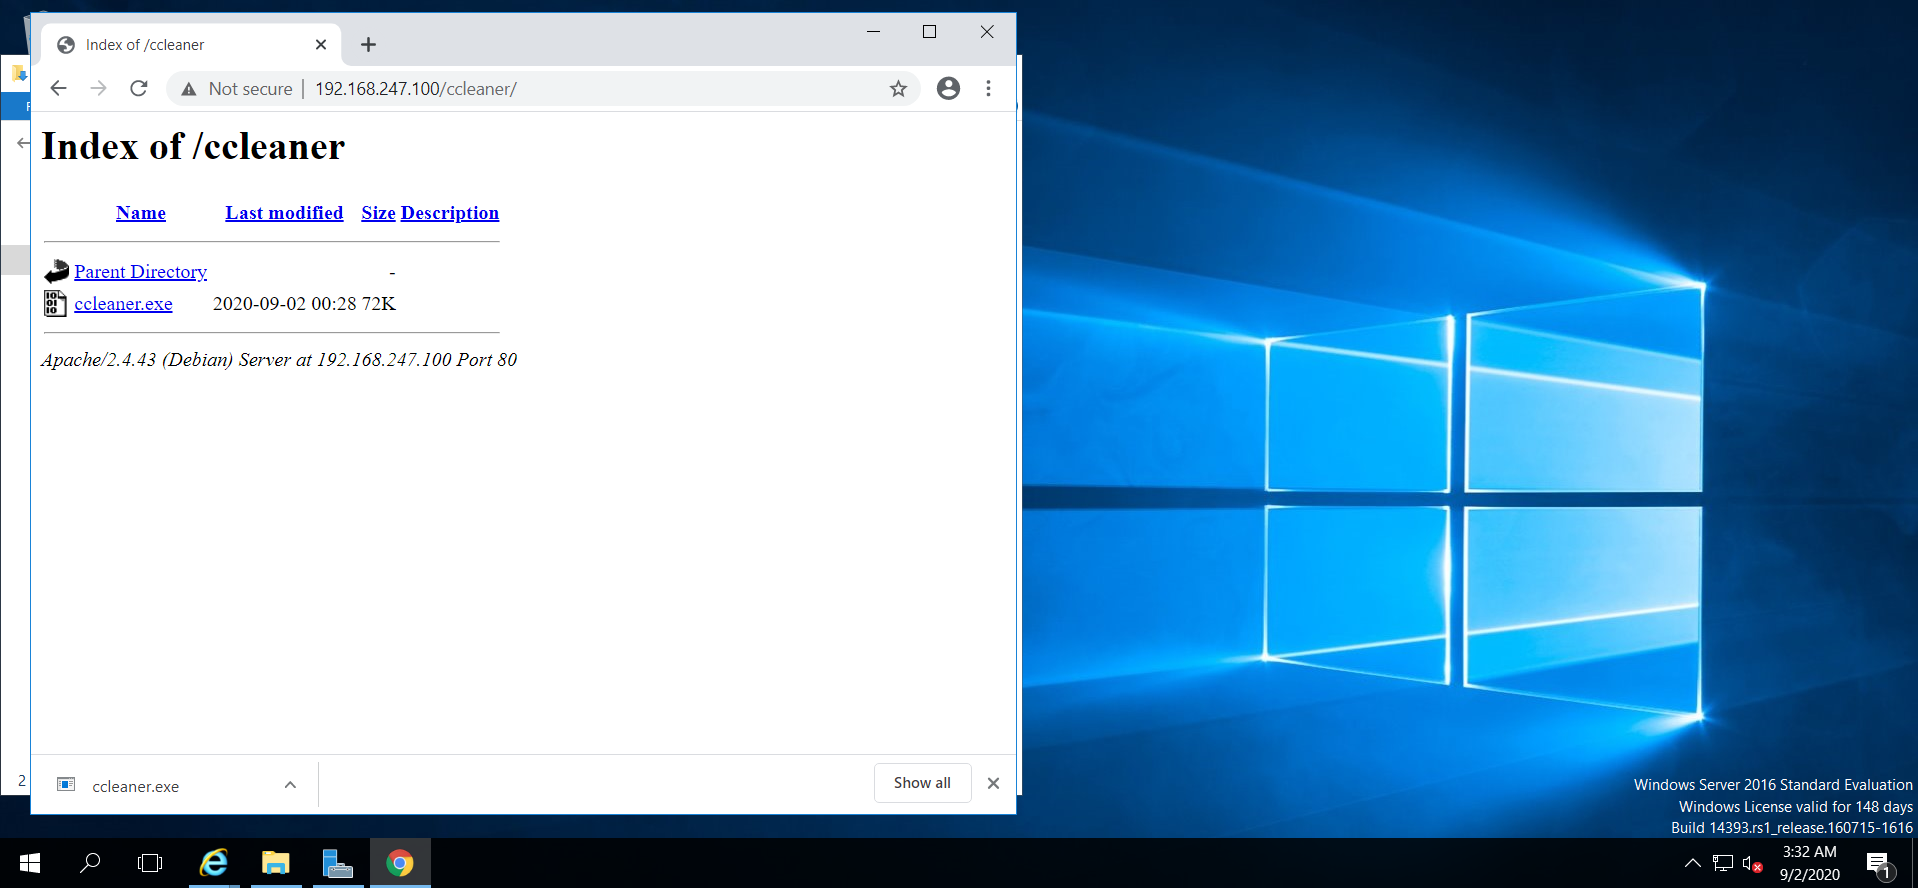 Index of /ccleaner
Not secure | 192.168.247.100/ccleaner/
Index of /ccleaner
Name Last modified Size Description
Parent Directory -
ccleaner.exe 2020-09-02 00:28 72K
Apache/2.4.43 (Debian) Server at 192.168.247.100 Port 80
2
ccleaner.exe
Show all
Windows Server 2016 Standard Evaluation
Windows License valid for 148 days
Build 14393.rs1_release.160715-1616
3:32 AM
9/2/2020
1